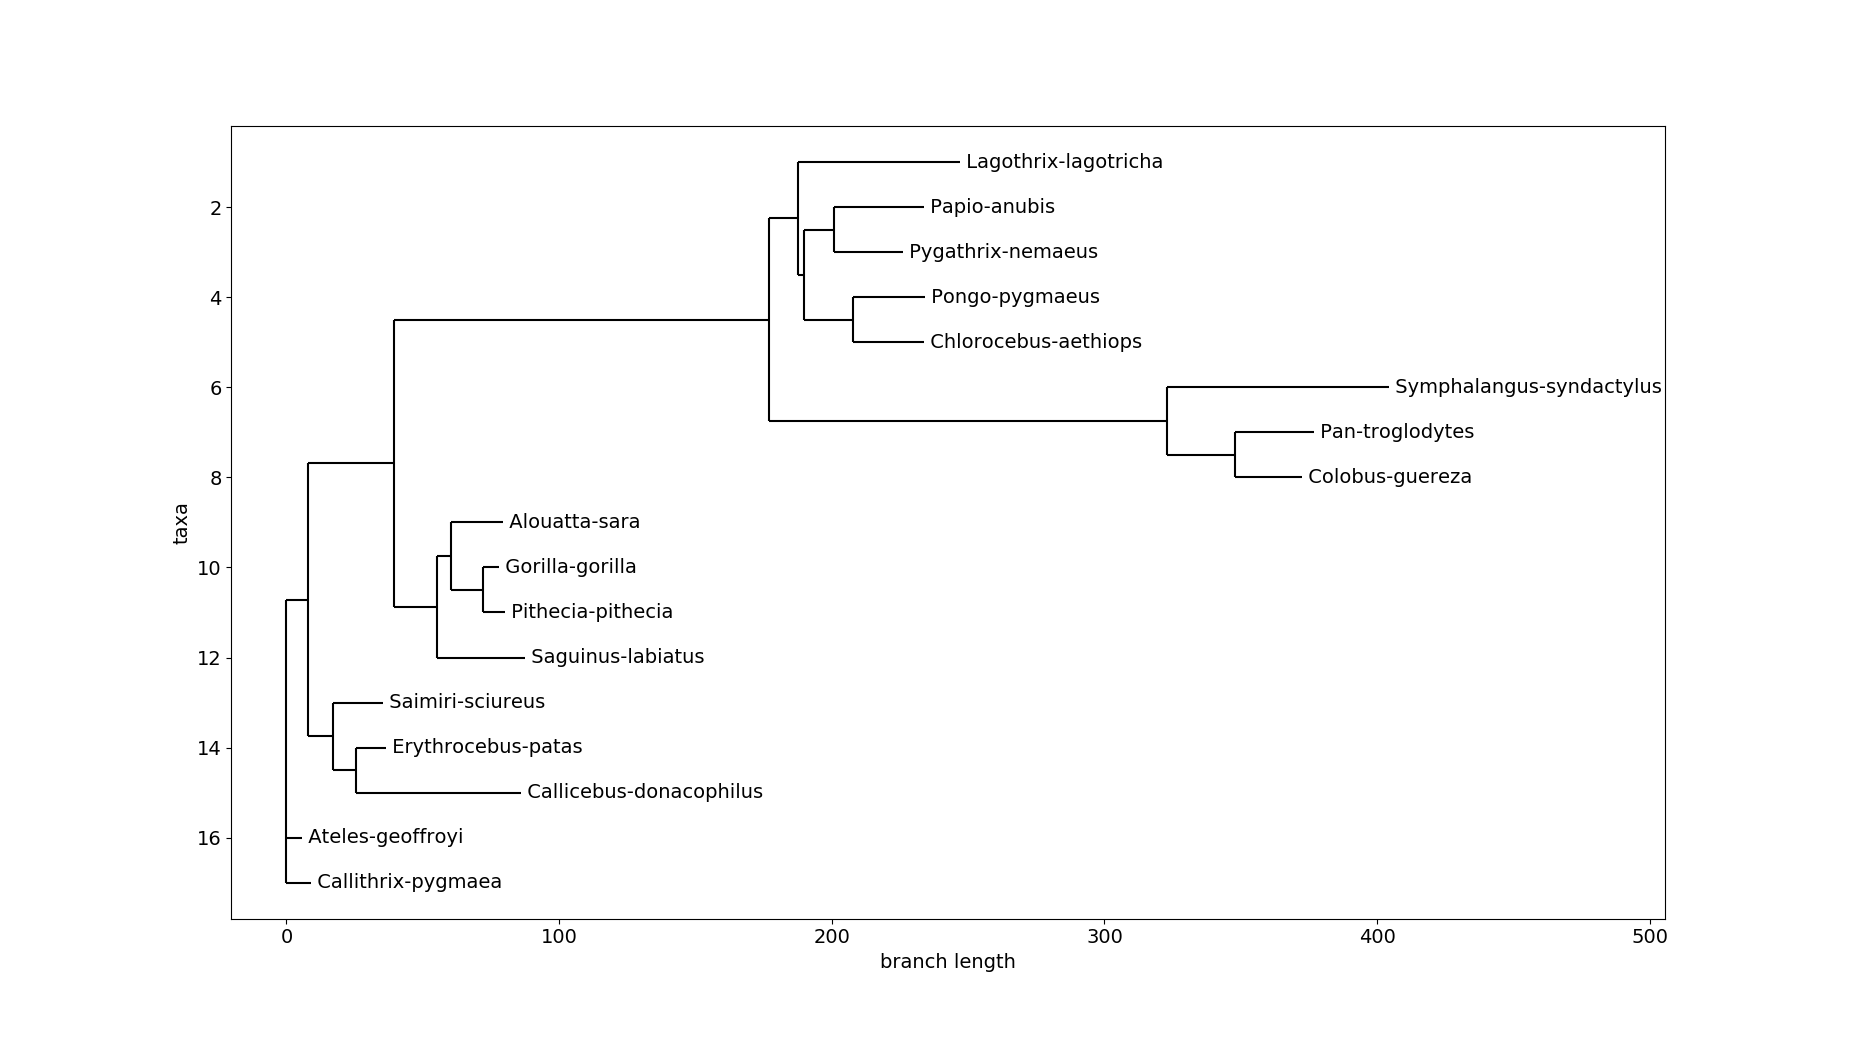 Lagothrix-lagotricha
2 Papio-anubis
Pygathrix-nemaeus
4 Pongo-pygmaeus
Chlorocebus-aethiops
6 Symphalangus-syndactylus
Pan-troglodytes
8 Colobus-guereza
taxa
Alouatta-sara
10 Gorilla-gorilla
Pithecia-pithecia
12 Saguinus-labiatus
Saimiri-sciureus
14 Erythrocebus-patas
Callicebus-donacophilus
16 Ateles-geoffroyi
Callithrix-pygmaea
0 100 200 300 400 500
branch length